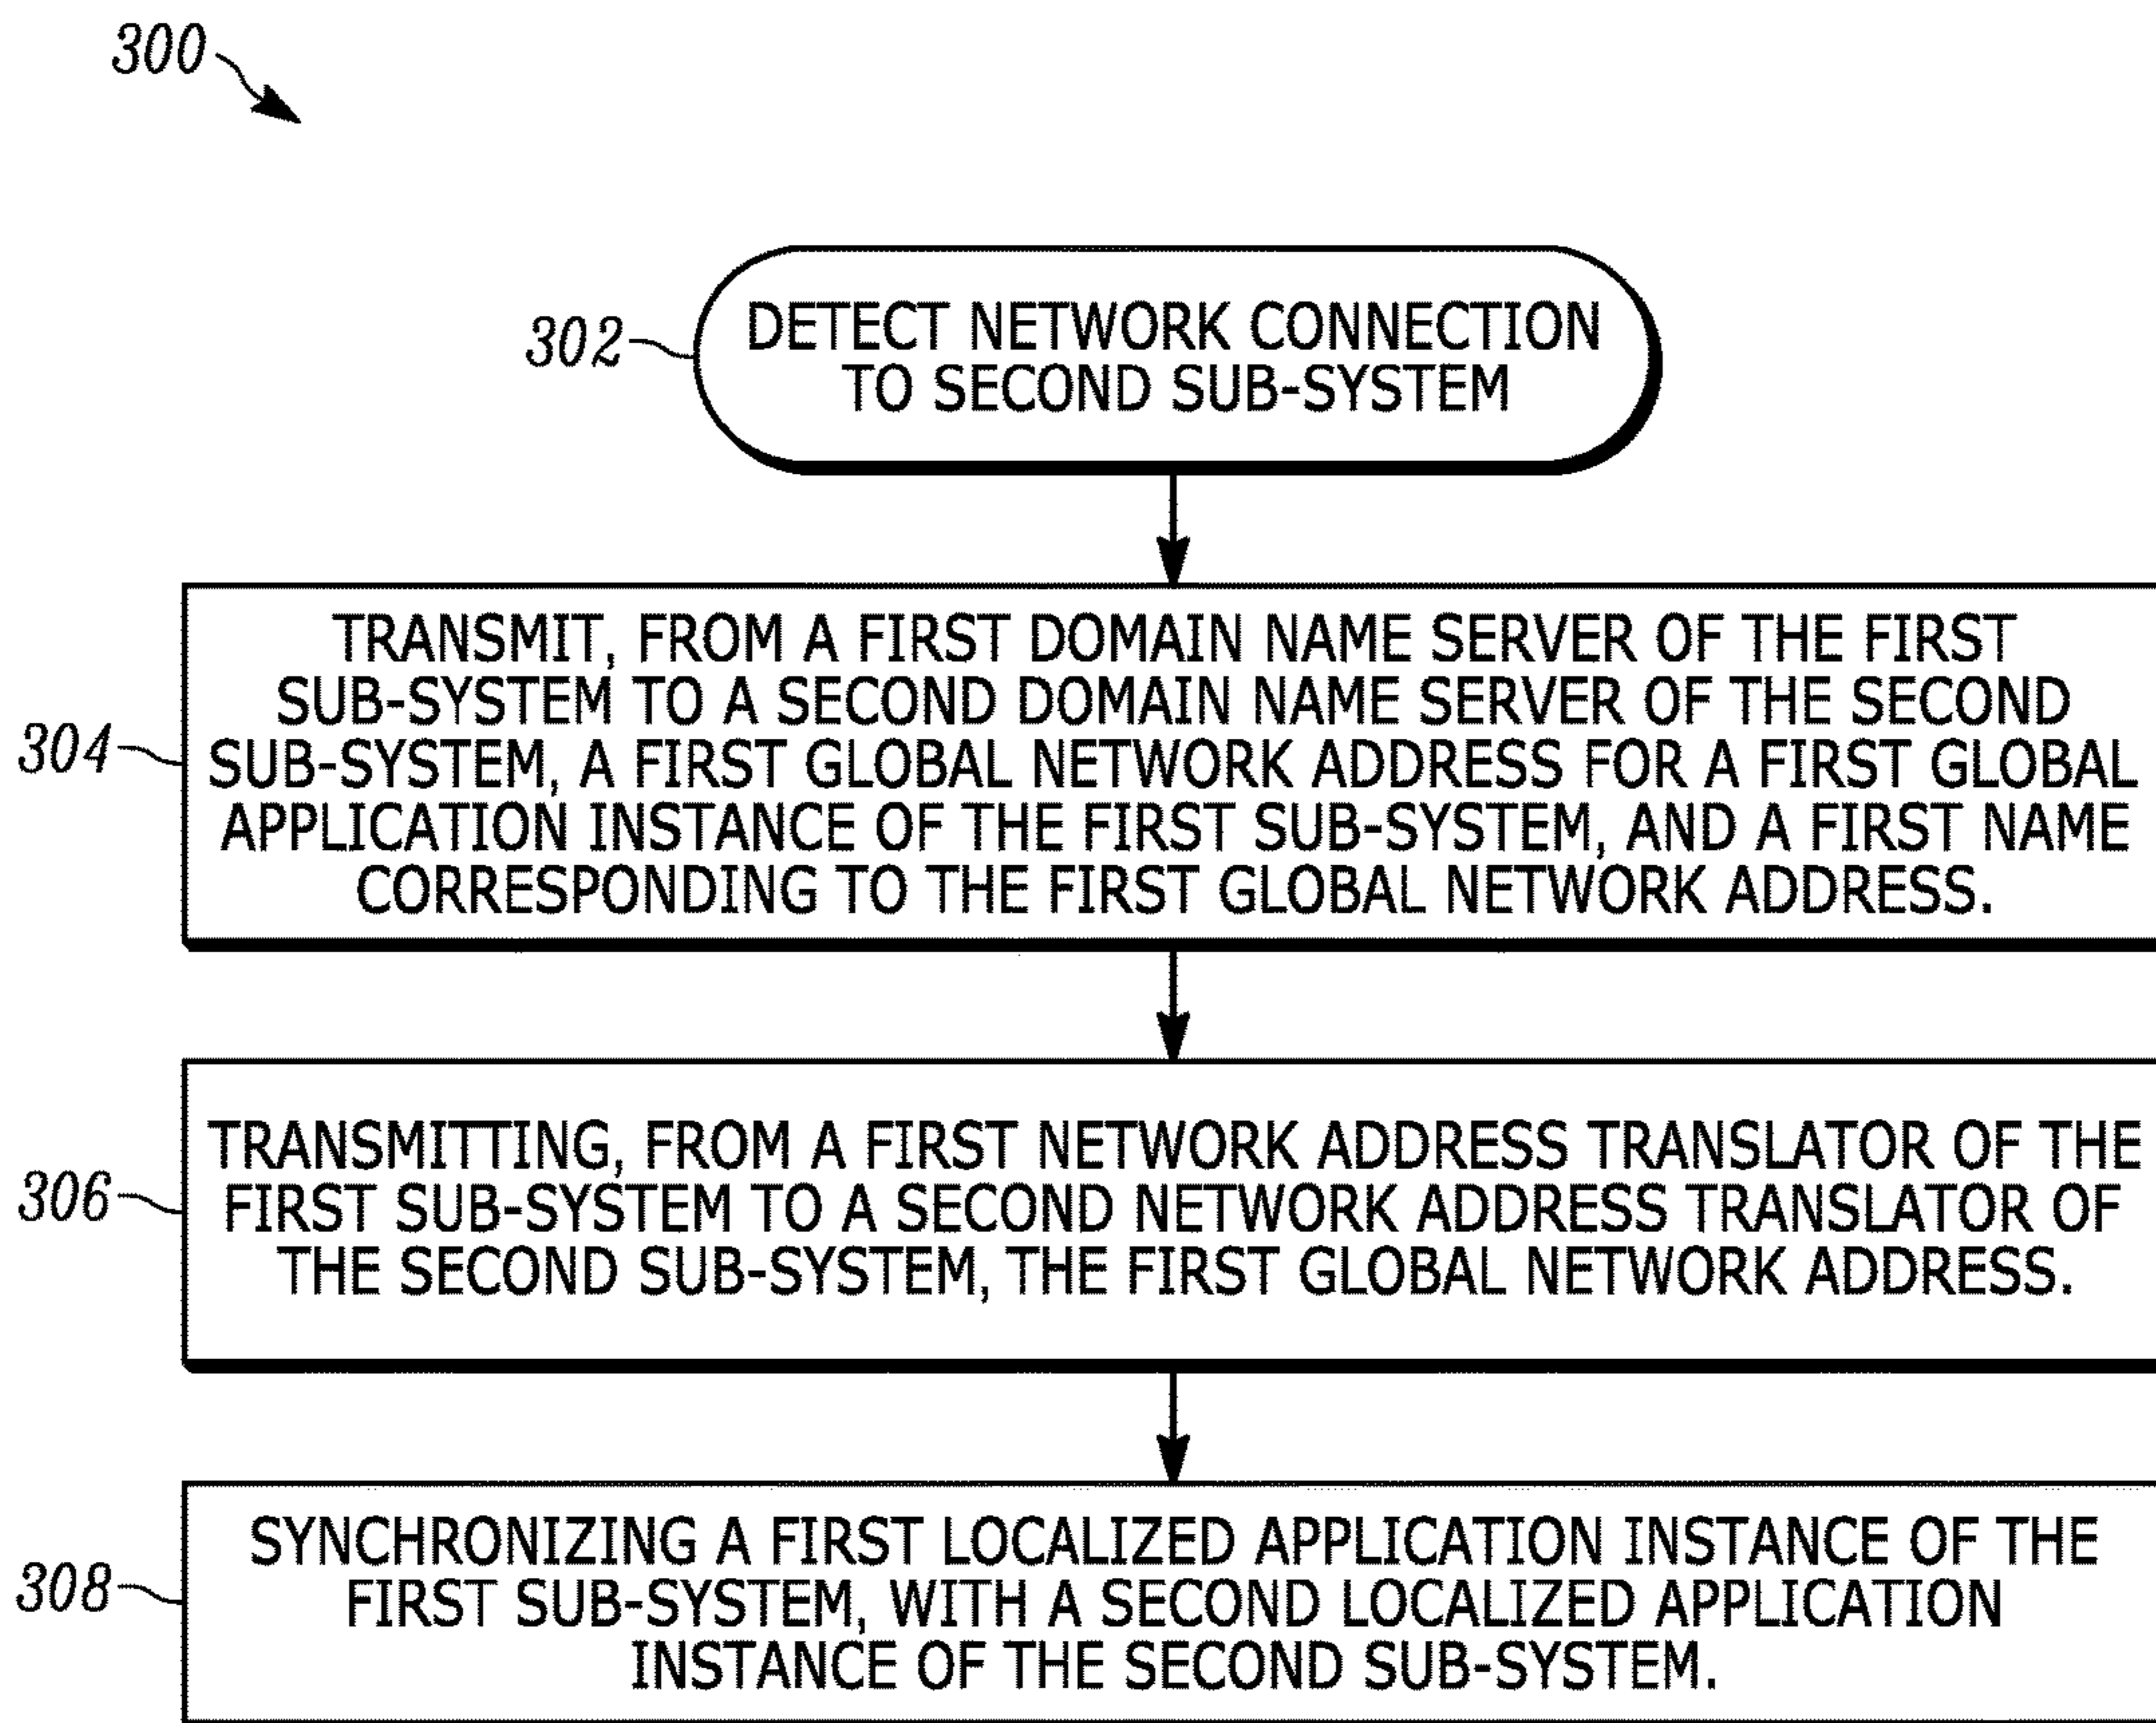 300
302
DETECT NETWORK CONNECTION
TO SECOND SUB-SYSTEM
304
TRANSMIT, FROM A FIRST DOMAIN NAME SERVER OF THE FIRST
SUB-SYSTEM TO A SECOND DOMAIN NAME SERVER OF THE SECOND
SUB-SYSTEM, A FIRST GLOBAL NETWORK ADDRESS FOR A FIRST GLOBAL
APPLICATION INSTANCE OF THE FIRST SUB-SYSTEM, AND A FIRST NAME
CORRESPONDING TO THE FIRST GLOBAL NETWORK ADDRESS.
306
TRANSMITTING, FROM A FIRST NETWORK ADDRESS TRANSLATOR OF THE
FIRST SUB-SYSTEM TO A SECOND NETWORK ADDRESS TRANSLATOR OF
THE SECOND SUB-SYSTEM, THE FIRST GLOBAL NETWORK ADDRESS.
308
SYNCHRONIZING A FIRST LOCALIZED APPLICATION INSTANCE OF THE
FIRST SUB-SYSTEM, WITH A SECOND LOCALIZED APPLICATION
INSTANCE OF THE SECOND SUB-SYSTEM.